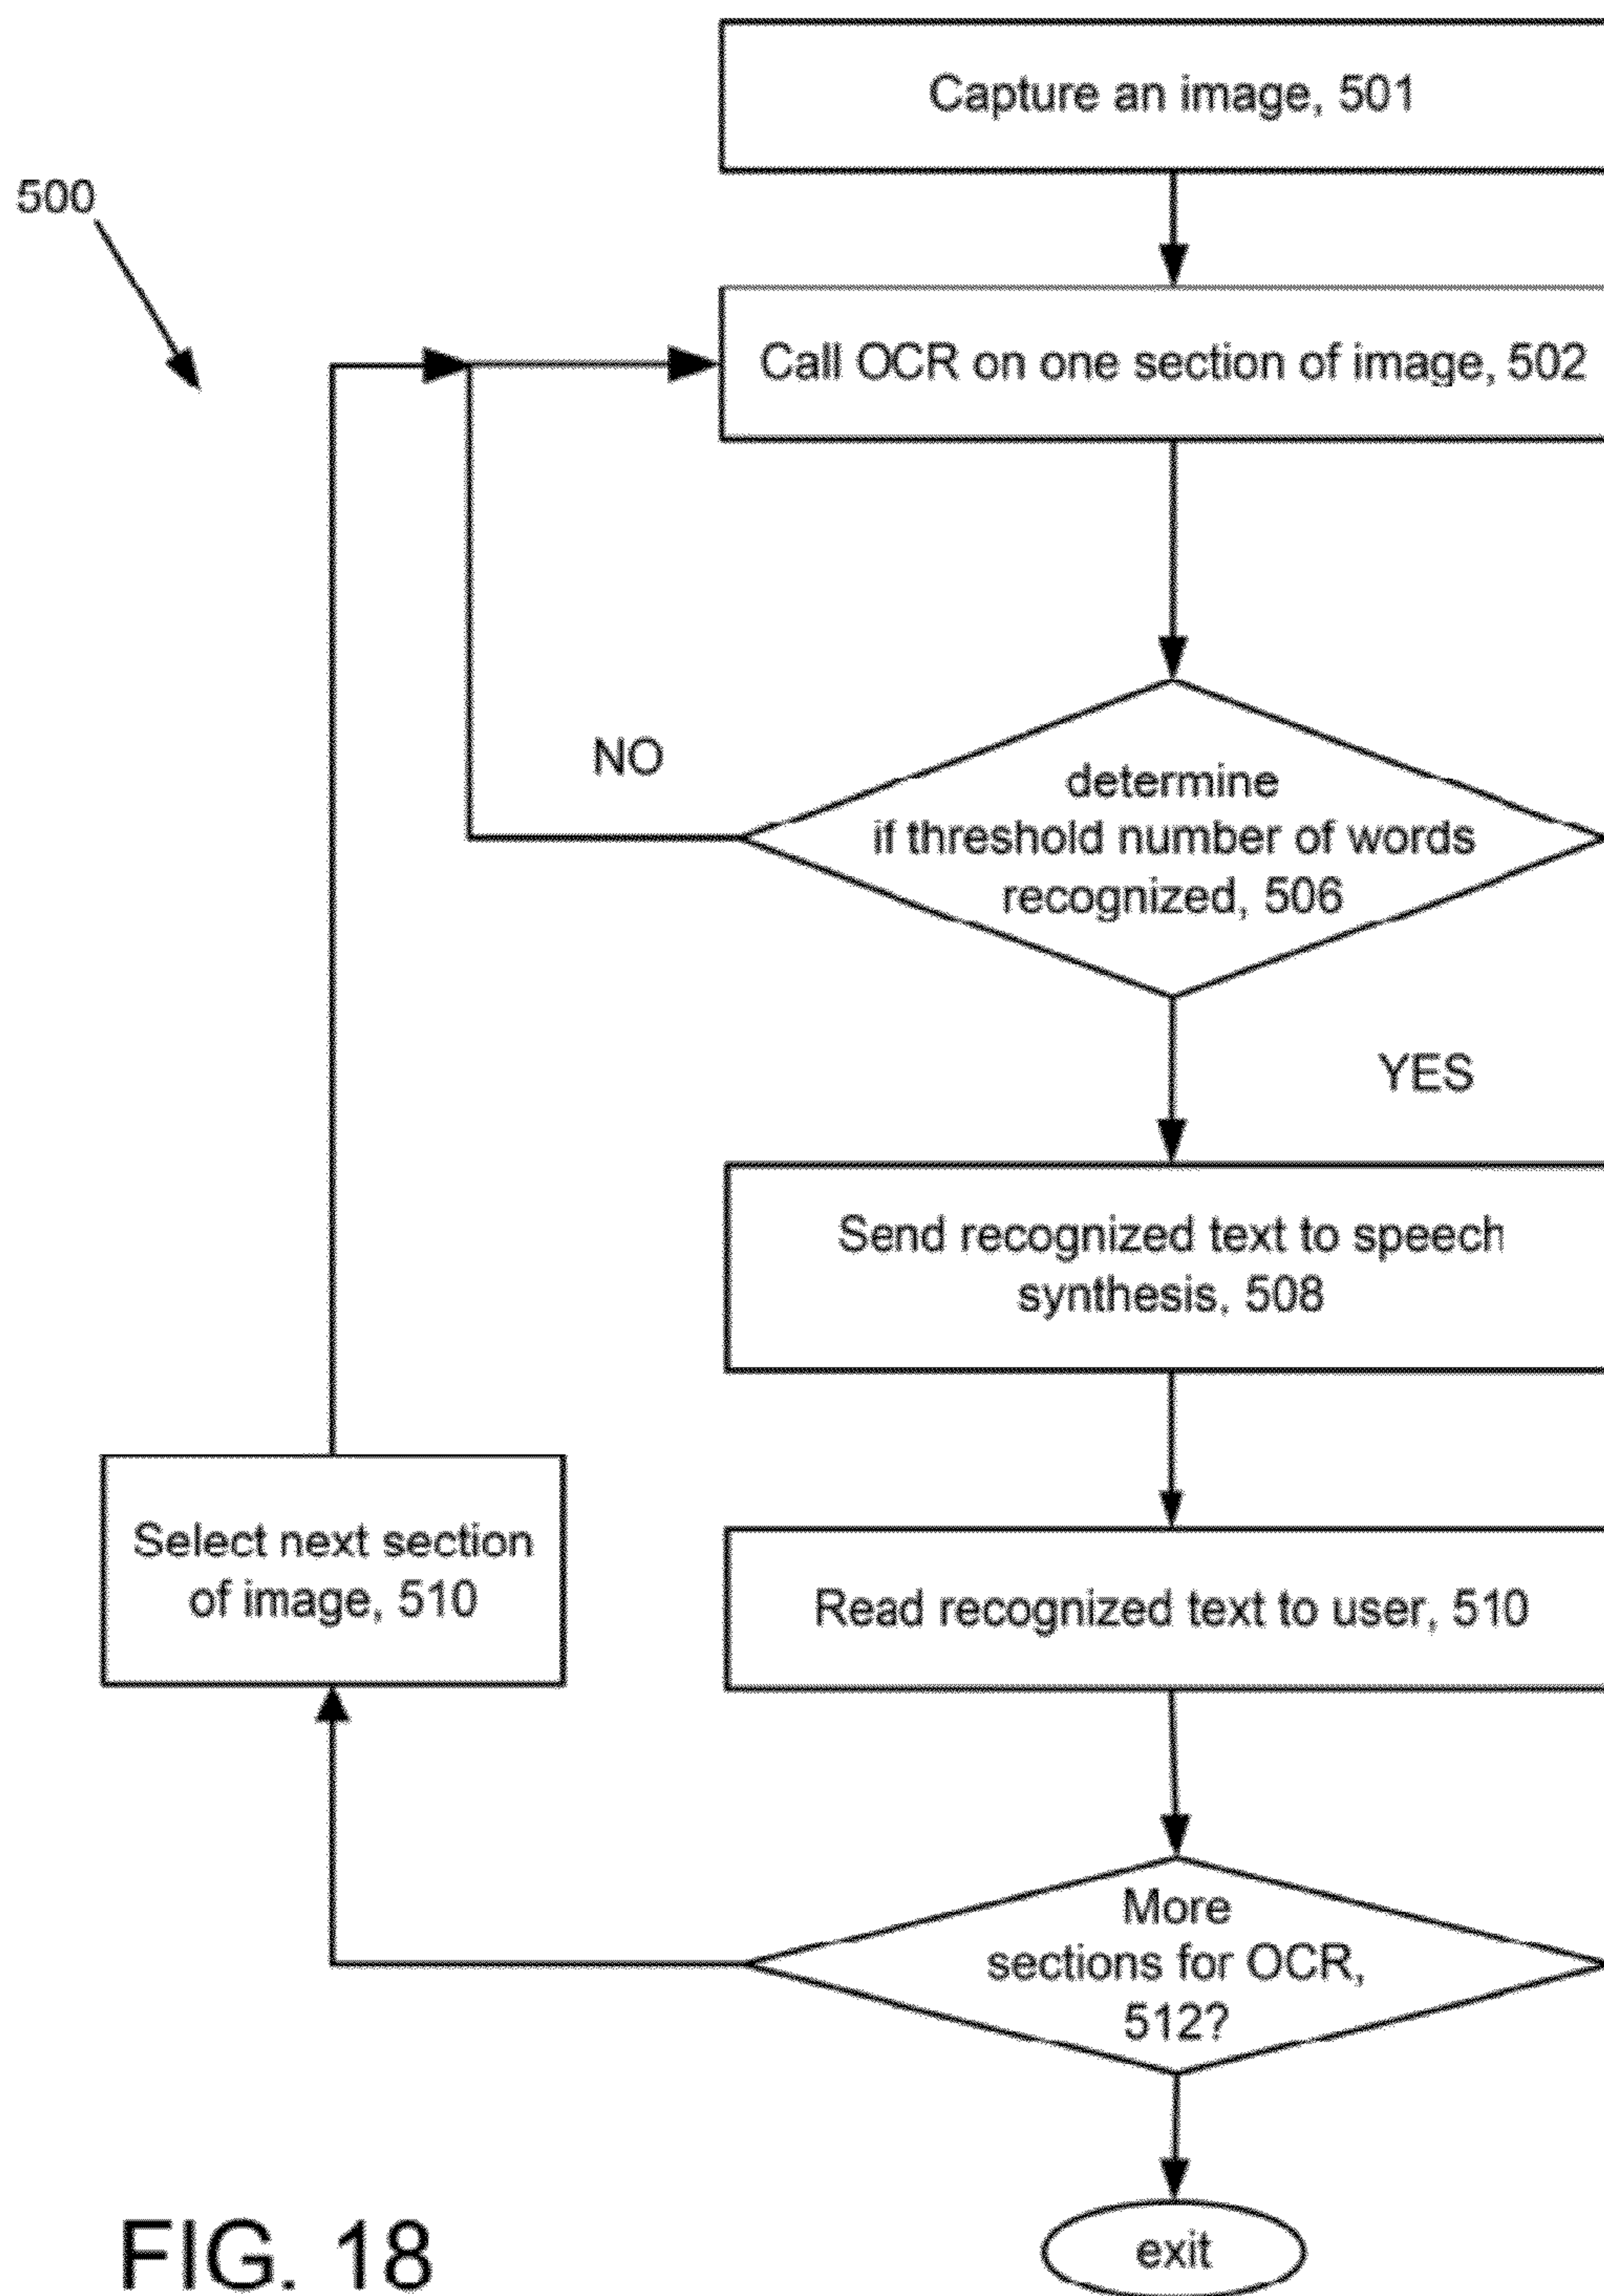 Capture an image, 501
500
Call OCR on one section of image, 502
NO
determine
if threshold number of words
recognized, 506
YES
Send recognized text to speech
synthesis, 508
Select next section
of image, 510
Read recognized text to user, 510
More
sections for OCR,
512?
exit
FIG. 18